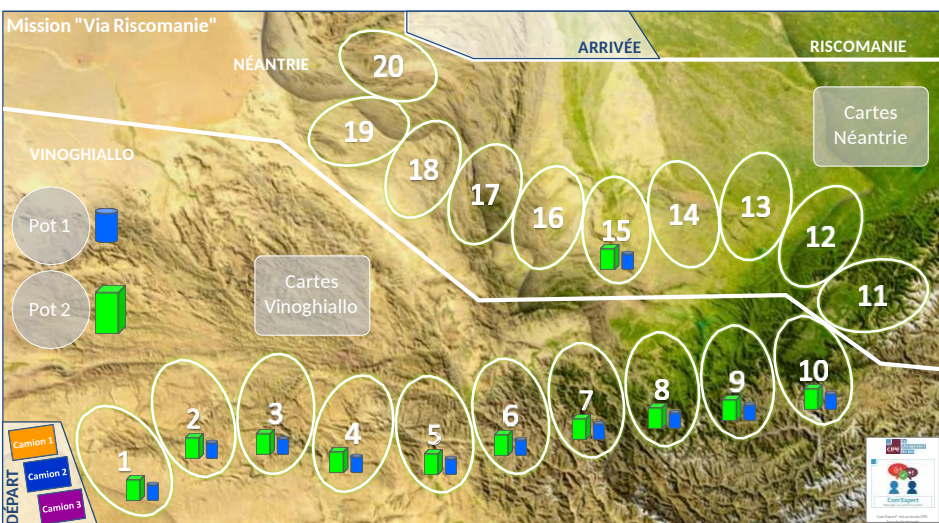 Mission "Via Riscomanie"
ARRIVÉE
RISCOMANIE
NÉANTRIE
20
Cartes
Néantrie
19
VINOGHIALLO
18
17
16
15
14
13
12
11
Pot 1
Pot 2
Cartes
Vinoghiallo
1
2
3
4
5
6
7
8
9
10
DÉPART
Camion 1
Camion 2
Camion 3
Com'Expert